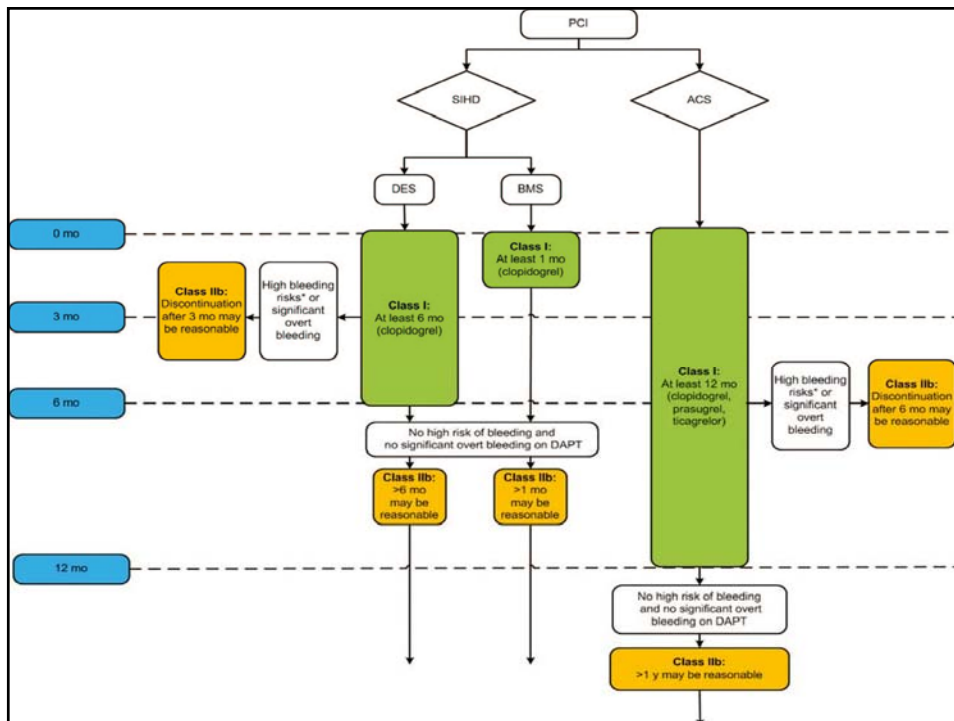 PCI
SIHD
ACS
DES
BMS
0 mo
Class I:
At least 1 mo
(clopidogrel)
Class IIb:
Discontinuation
after 3 mo may
be reasonable
High bleeding
risks* or
significant
overt
bleeding
Class I:
At least 6 mo
(clopidogrel)
3 mo
Class I:
At least 12 mo
(clopidogrel,
prasugrel,
ticagrelor)
High bleeding
risks* or
significant
overt
bleeding
Class IIb:
Discontinuation
after 6 mo may
be reasonable
6 mo
No high risk of bleeding and
no significant overt bleeding on DAPT
Class IIb:
>6 mo
may be
reasonable
Class IIb:
>1 mo
may be
reasonable
12 mo
No high risk of bleeding
and no significant overt
bleeding on DAPT
Class IIb:
>1 y may be reasonable